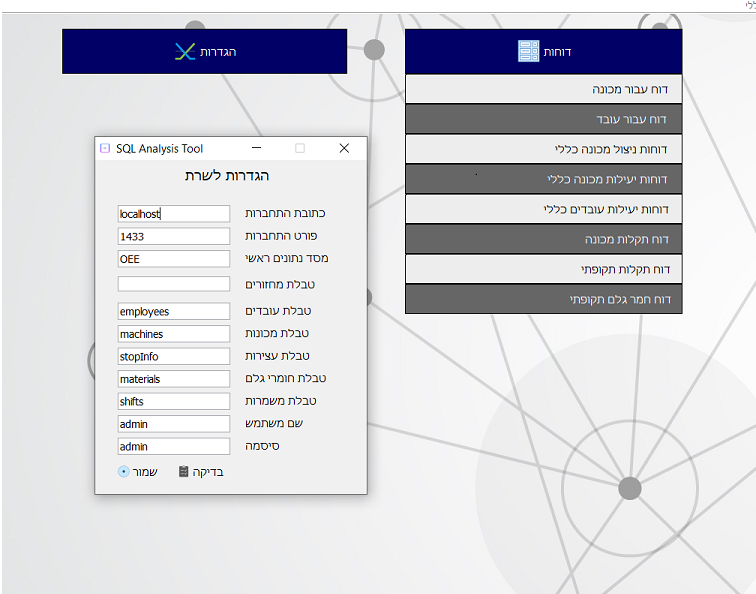 ללי
דוחות
הגדרות
דוח עבור מכונה
דוח עבור עובד
דוחות ניצול מכונה כללי
דוחות יעילות מכונה כללי
דוחות יעילות עובדים כללי
דוח תקלות מכונה
דוח תקלות תקופתי
דוח חמר גלם תקופתי
SQL Analysis Tool
הגדרות לשרת
כתובת התחברות localhost
פורט התחברות 1433
מסד נתונים ראשי OEE
טבלת מחזורים
טבלת עובדים employees
טבלת מכונות machines
טבלת עצירות stopInfo
טבלת חומרי גלם materials
טבלת משמרות shifts
שם משתמש admin
סיסמה admin
בדיקה שמור